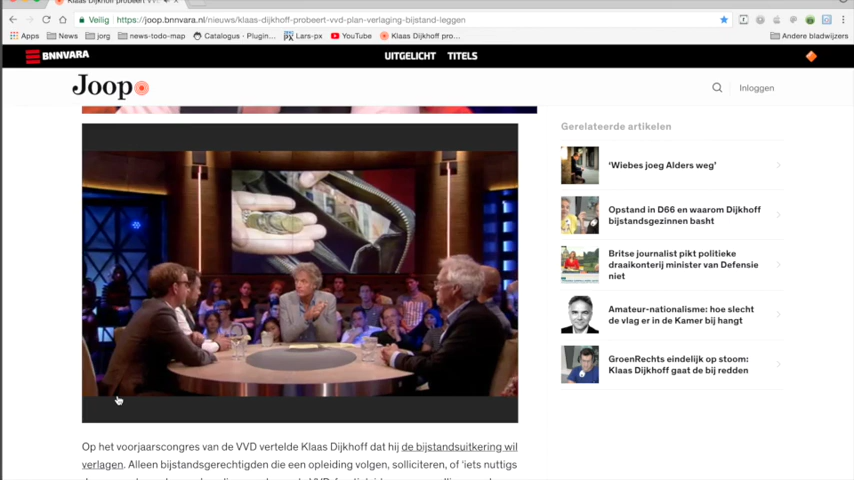 Klaas Dijkhoff probeert VVD-
Veilig https://joop.bnnvara.nl/nieuws/klaas-dijkhoff-probeert-vvd-plan-verlaging-bijstand-leggen
Apps News jorg news-todo-map Catalogus - Plugin... Lars-px YouTube Klaas Dijkhoff pro... Andere bladwijzers
BNNVARA UITGELICHT TITELS
Joop Inloggen
Gerelateerde artikelen
'Wiebes joeg Alders weg'
Opstand in D66 en waarom Dijkhoff
bijstandsgezinnen basht
Britse journalist pikt politieke
draaikonterij minister van Defensie
niet
Amateur-nationalisme: hoe slecht
de vlag er in de Kamer bij hangt
GroenRechts eindelijk op stoom:
Klaas Dijkhoff gaat de bij redden
Op het voorjaarscongres van de VVD vertelde Klaas Dijkhoff dat hij de bijstandsuitkering wil
verlagen. Alleen bijstandsgerechtigden die een opleiding volgen, solliciteren, of 'iets nuttigs